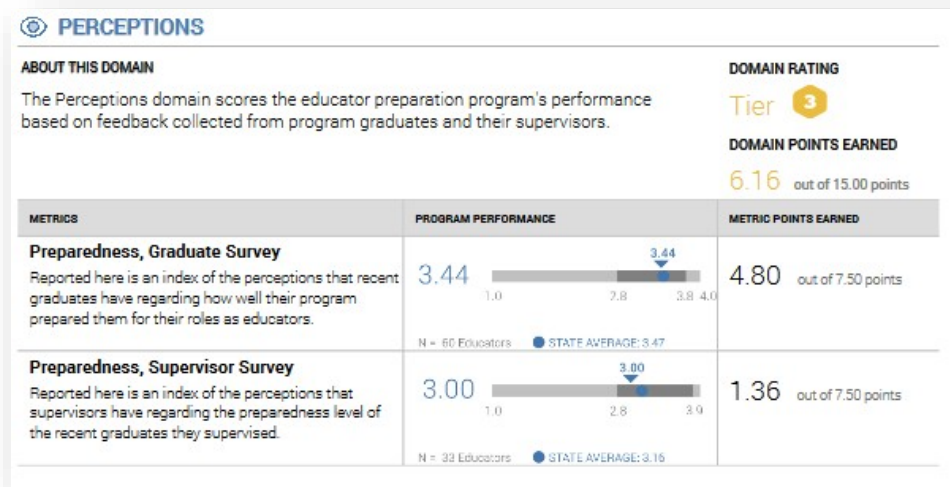 PERCEPTIONS
ABOUT THIS DOMAIN
The Perceptions domain scores the educator preparation program's performance
based on feedback collected from program graduates and their supervisors.
DOMAIN RATING
Tier 3
DOMAIN POINTS EARNED
6.16 out of 15.00 points
METRICS PROGRAM PERFORMANCE METRIC POINTS EARNED
Preparedness, Graduate Survey
Reported here is an index of the perceptions that recent
graduates have regarding how well their program
prepared them for their roles as educators.
3.44
3.44
1.0 2.8 3.8 4.0
N = 60 Educators STATE AVERAGE: 3.47
4.80 out of 7.50 points
Preparedness, Supervisor Survey
Reported here is an index of the perceptions that
supervisors have regarding the preparedness level of
the recent graduates they supervised.
3.00
3.00
1.0 2.8 3.9
N = 33 Educators STATE AVERAGE: 3.16
1.36 out of 7.50 points